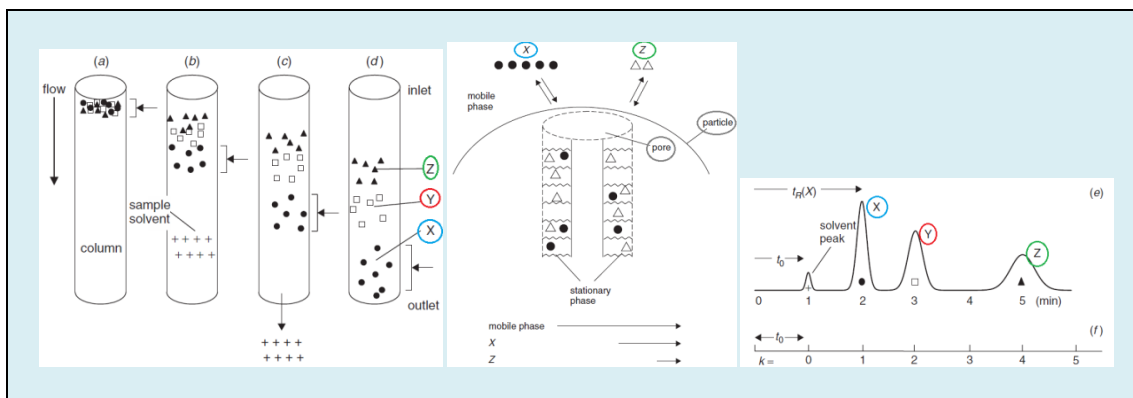 (a)
(b)
(c)
(d)
flow
inlet
Z
Y
X
sample
solvent
++++
++++
column
outlet
++++
++++
X
Z
mobile
phase
particle
pore
stationary
phase
mobile phase
X
Z
tR(X)
(e)
X
solvent
peak
Y
Z
t0
+
0 1 2 3 4 5 (min)
t0
(f)
k = 0 1 2 3 4 5